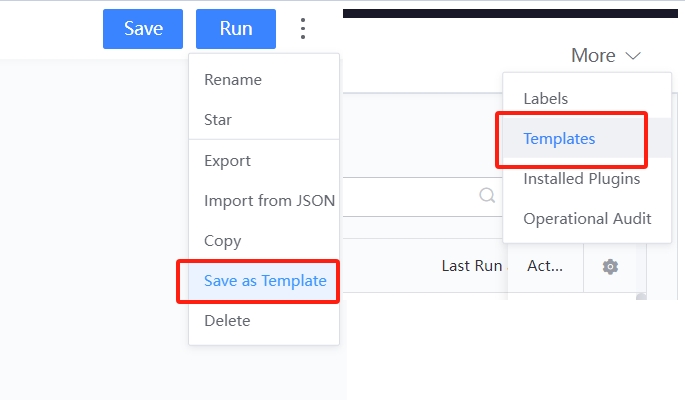 Save
Run
Rename
Star
Export
Import from JSON
Copy
Save as Template
Delete
More
Labels
Templates
Installed Plugins
Operational Audit
Last Run
Act...